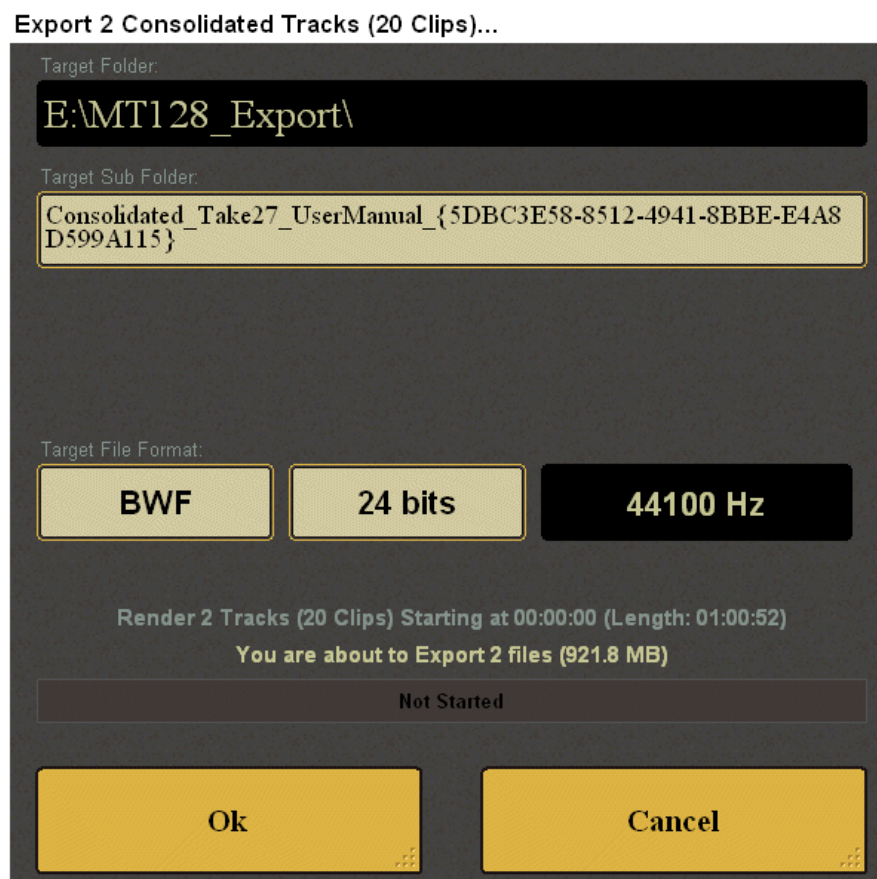 Export 2 Consolidated Tracks (20 Clips)...
Target Folder:
E:\MT128_Export\
Target Sub Folder:
Consolidated_Take27_UserManual_{5DBC3E58-8512-4941-8BBE-E4A8
D599A115}
Target File Format:
BWF
24 bits
44100 Hz
Render 2 Tracks (20 Clips) Starting at 00:00:00 (Length: 01:00:52)
You are about to Export 2 files (921.8 MB)
Not Started
Ok
Cancel